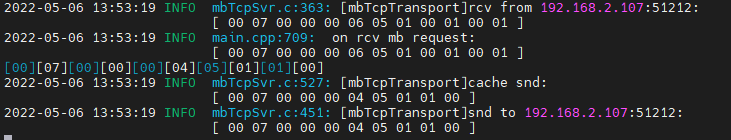 2022-05-06 13:53:19 INFO  mbTcpSvr.c:363: [mbTcpTransport]rcv from 192.168.2.107:51212:
[ 00 07 00 00 00 06 05 01 00 01 00 01 ]
2022-05-06 13:53:19 INFO  main.cpp:709:  on rcv mb request:
[ 00 07 00 00 00 06 05 01 00 01 00 01 ]
[00][07][00][00][00][04][05][01][01][00]
2022-05-06 13:53:19 INFO  mbTcpSvr.c:527: [mbTcpTransport]cache snd:
[ 00 07 00 00 00 04 05 01 01 00 ]
2022-05-06 13:53:19 INFO  mbTcpSvr.c:451: [mbTcpTransport]snd to 192.168.2.107:51212:
[ 00 07 00 00 00 04 05 01 01 00 ]